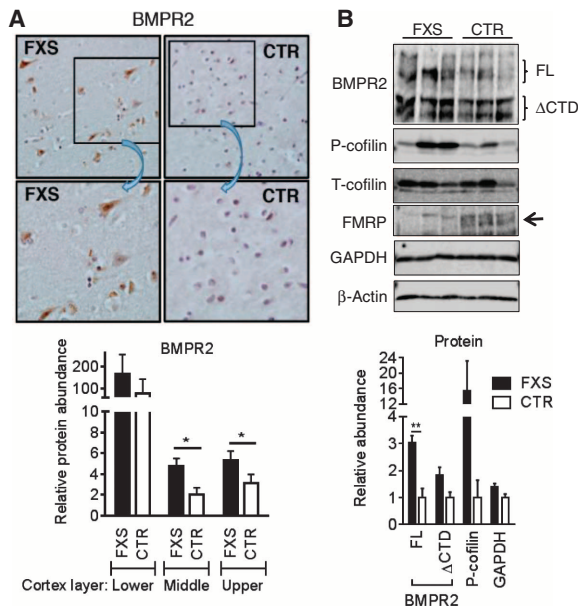 A
BMPR2
FXS
CTR
FXS
CTR
BMPR2
Relative protein abundance
200
100
6
4
2
0
*
*
FXS
CTR
FXS
CTR
FXS
CTR
Cortex layer: Lower Middle Upper
B
FXS CTR
BMPR2
FL
ΔCTD
P-cofilin
T-cofilin
FMRP
GAPDH
β-Actin
Protein
Relative abundance
24
20
16
12
8
4
3
2
1
0
**
FXS
CTR
FL
ΔCTD
P-cofilin
GAPDH
BMPR2